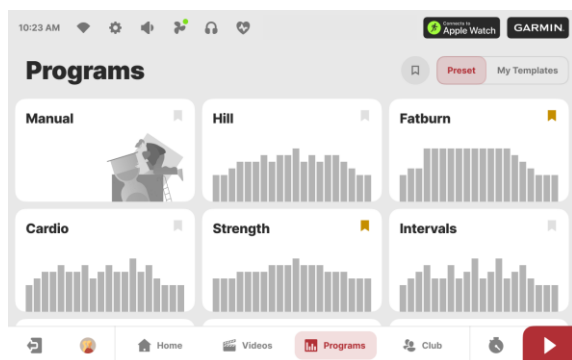 10:23 AM
Connects to
Apple Watch
GARMIN
Programs
Preset
My Templates
Manual
Hill
Fatburn
Cardio
Strength
Intervals
Home
Videos
Programs
Club